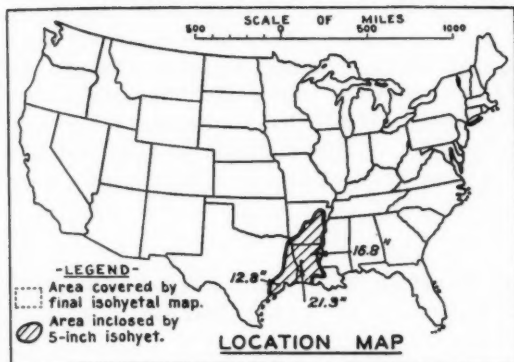 SCALE OF MILES
500 0 500 1000
12.8"
16.8"
21.3"
-LEGEND-
Area covered by
final isohyetal map.
Area inclosed by
5-inch isohyet.
LOCATION MAP